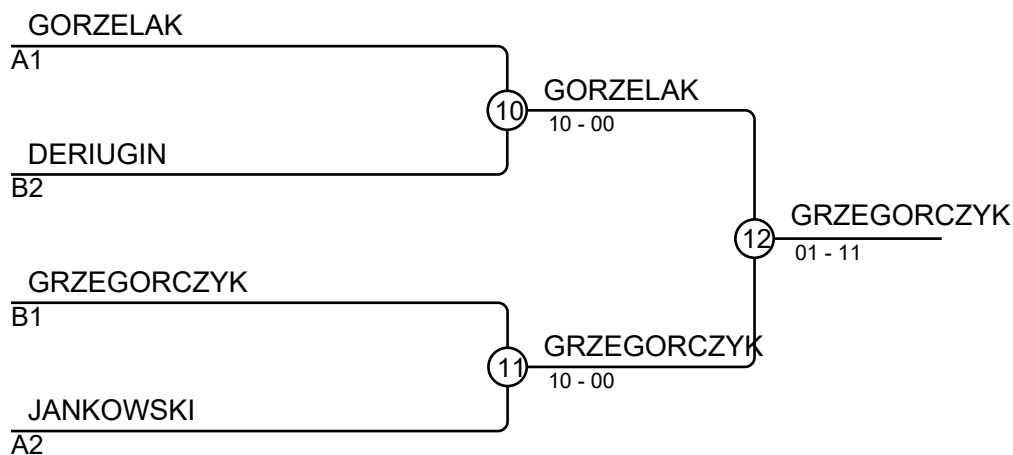 GORZELAK
A1
10
GORZELAK
10 - 00
DERIUGIN
B2
12
GRZEGORCZYK
01 - 11
GRZEGORCZYK
B1
11
GRZEGORCZYK
10 - 00
JANKOWSKI
A2